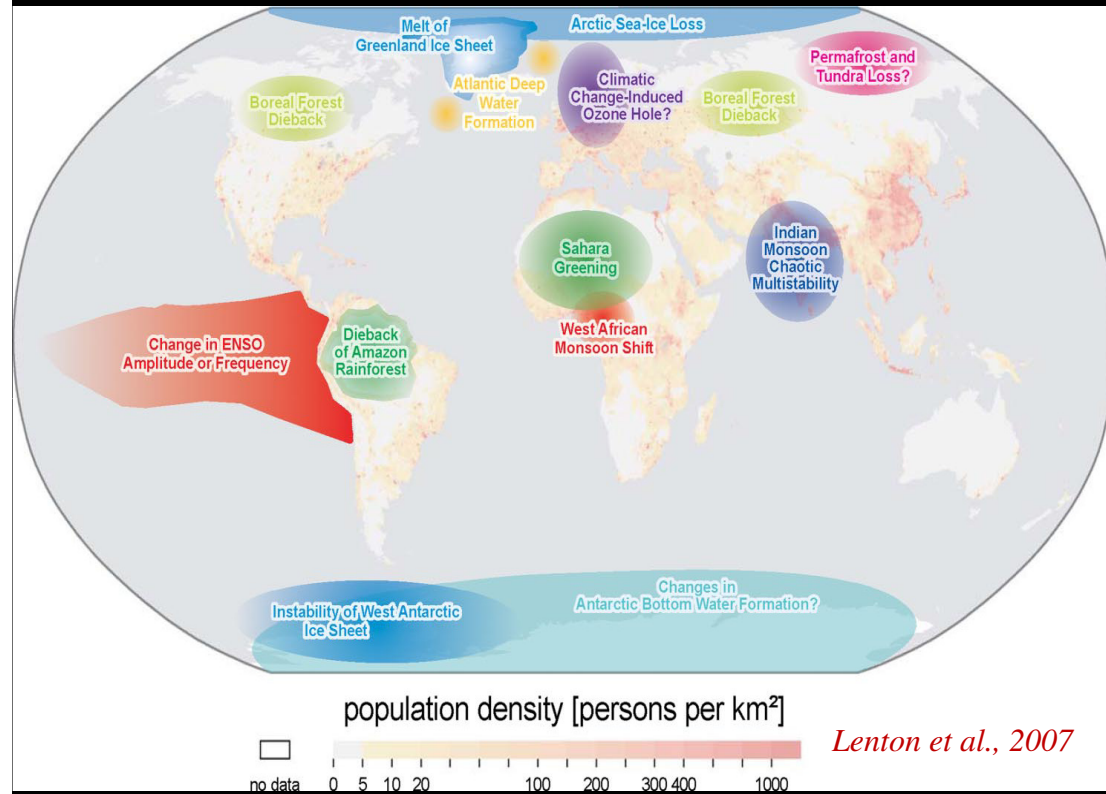 Melt of
Greenland Ice Sheet
Arctic Sea-Ice Loss
Permafrost and
Tundra Loss?
Atlantic Deep
Water
Formation
Climatic
Change-Induced
Ozone Hole?
Boreal Forest
Dieback
Boreal Forest
Dieback
Sahara
Greening
Indian
Monsoon
Chaotic
Multistability
West African
Monsoon Shift
Change in ENSO
Amplitude or Frequency
Dieback
of Amazon
Rainforest
Instability of West Antarctic
Ice Sheet
Changes in
Antarctic Bottom Water Formation?
population density [persons per km²]
Lenton et al., 2007
no data 0 5 10 20 100 200 300 400 1000